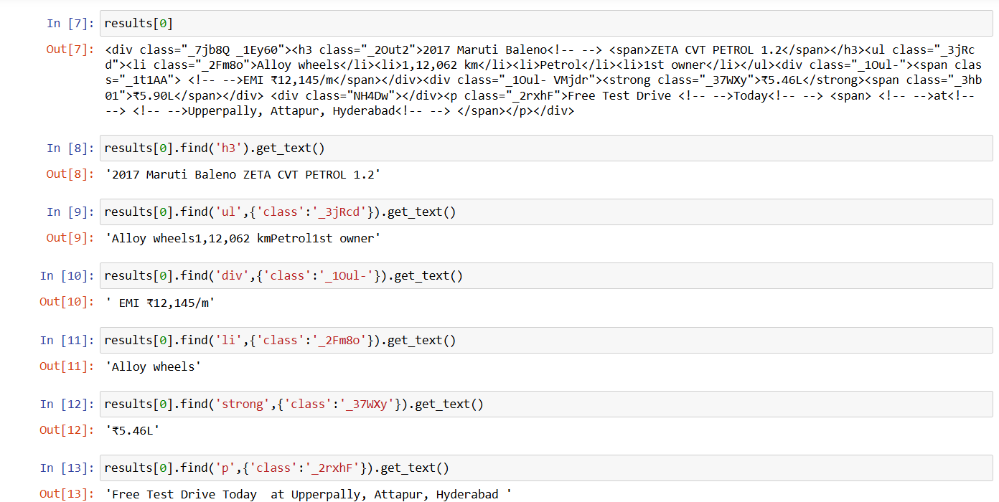 In [7]: results[0]
Out[7]: <div class="_7jb8Q _1Ey60"><h3 class="_2Out2">2017 Maruti Baleno<!-- --> <span>ZETA CVT PETROL 1.2</span></h3><ul class="_3jRc
d"><li class="_2Fm8o">Alloy wheels</li><li>1,12,062 km</li><li>Petrol</li><li>1st owner</li></ul><div class="_1Oul-"><span clas
s="_1t1AA"> <!-- -->EMI ₹12,145/m</span></div><div class="_1Oul- VMjdr"><strong class="_37WXy">₹5.46L</strong><span class="_3hb
01">₹5.90L</span></div> <div class="NH4Dw"></div><p class="_2rxhF">Free Test Drive <!-- -->Today<!-- --> <span> <!-- -->at<!--
--> <!-- -->Upperpally, Attapur, Hyderabad<!-- --> </span></p></div>
In [8]: results[0].find('h3').get_text()
Out[8]: '2017 Maruti Baleno ZETA CVT PETROL 1.2'
In [9]: results[0].find('ul',{'class':'_3jRcd'}).get_text()
Out[9]: 'Alloy wheels1,12,062 kmPetrol1st owner'
In [10]: results[0].find('div',{'class':'_1Oul-'}).get_text()
Out[10]: ' EMI ₹12,145/m'
In [11]: results[0].find('li',{'class':'_2Fm8o'}).get_text()
Out[11]: 'Alloy wheels'
In [12]: results[0].find('strong',{'class':'_37WXy'}).get_text()
Out[12]: '₹5.46L'
In [13]: results[0].find('p',{'class':'_2rxhF'}).get_text()
Out[13]: 'Free Test Drive Today  at Upperpally, Attapur, Hyderabad '